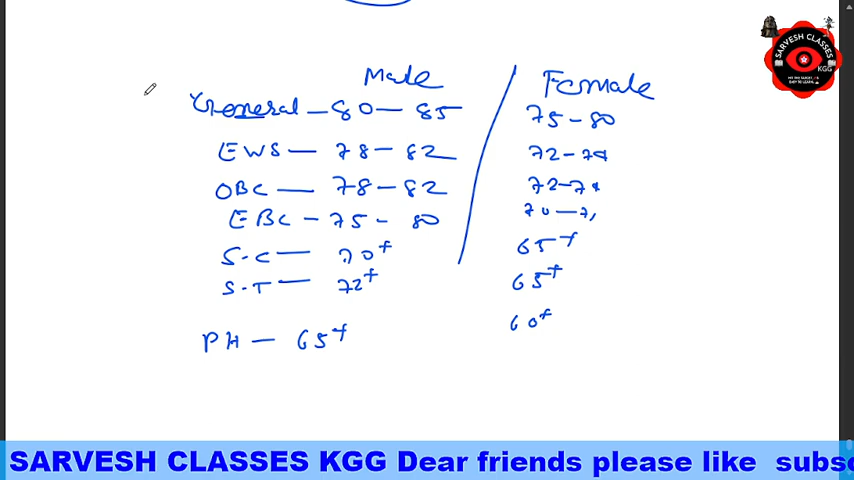 SARVESH CLASSES
KGG
Male Female
General - 80 - 85 75 - 80
EWS - 78 - 82 72 - 78
OBC - 78 - 82 72 - 78
EBC - 75 - 80 70 -
S.C - 70+ 65+
S.T - 72+ 65+
PH - 65+ 60+
SARVESH CLASSES KGG Dear friends please like subs